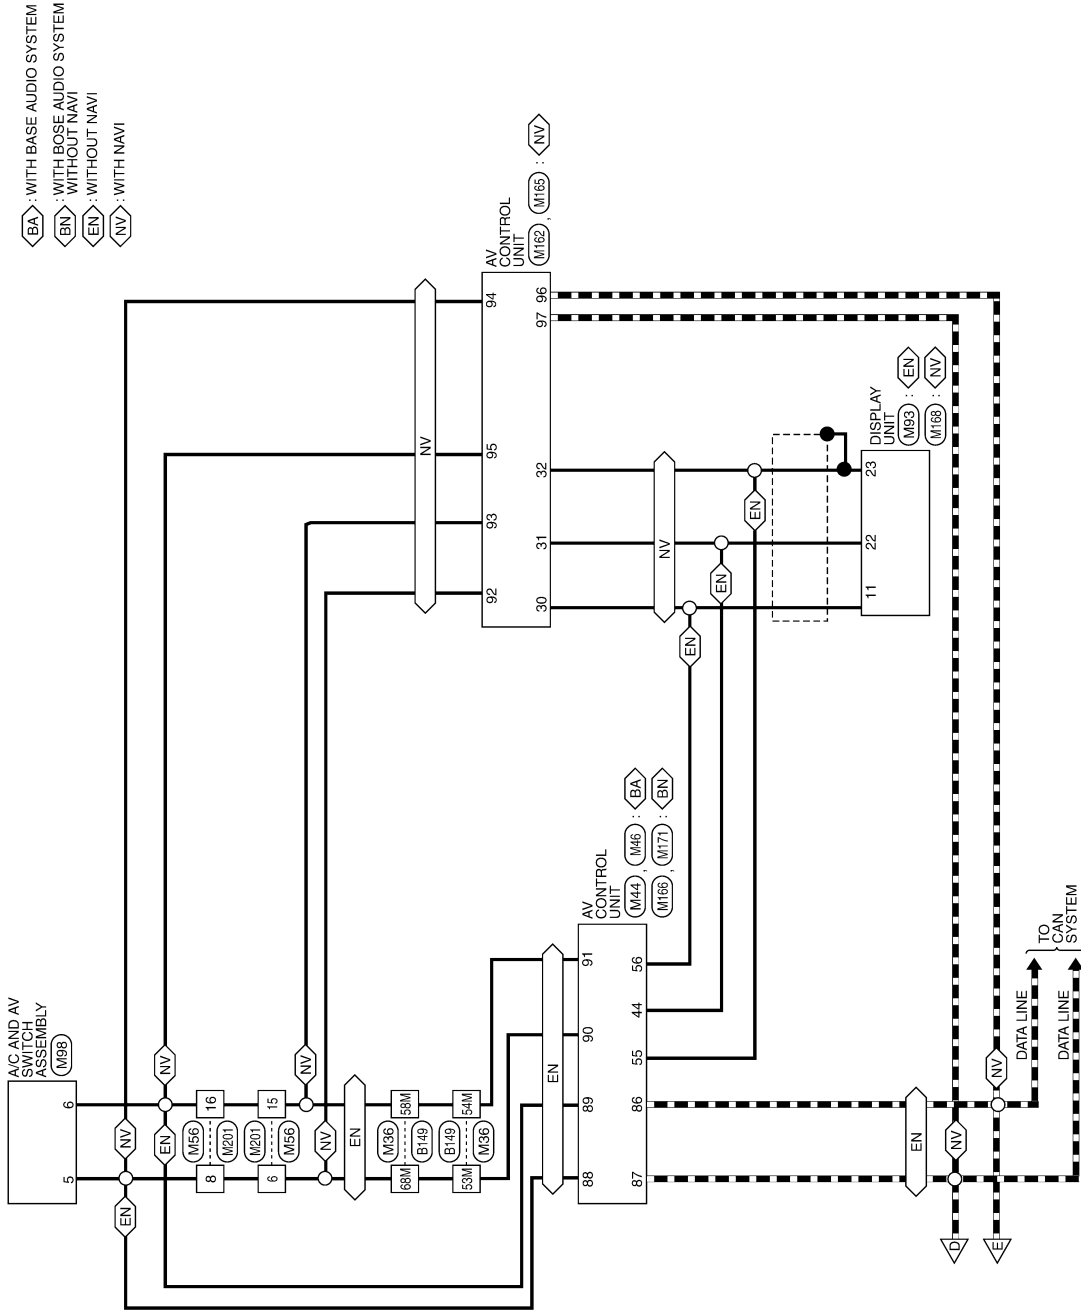 BA : WITH BASE AUDIO SYSTEM
BN : WITH BOSE AUDIO SYSTEM
WITHOUT NAVI
EN : WITHOUT NAVI
NV : WITH NAVI
A/C AND AV
SWITCH
ASSEMBLY
M98
5
6
EN
NV
EN
NV
8
16
M56
M201
6
15
M201
M56
NV
NV
EN
68M
58M
M36
B149
53M
54M
B149
M36
EN
88
89
90
91
AV
CONTROL
UNIT
M44 , M46 : BA
M166 , M171 : BN
87
86
55
44
56
NV
92
93
95
94
AV
CONTROL
UNIT
M162 , M165 : NV
30
31
32
97
96
NV
EN
EN
EN
11
22
23
DISPLAY
UNIT
M93 : EN
M168 : NV
EN
NV
NV
D
E
DATA LINE
DATA LINE
TO
CAN
SYSTEM